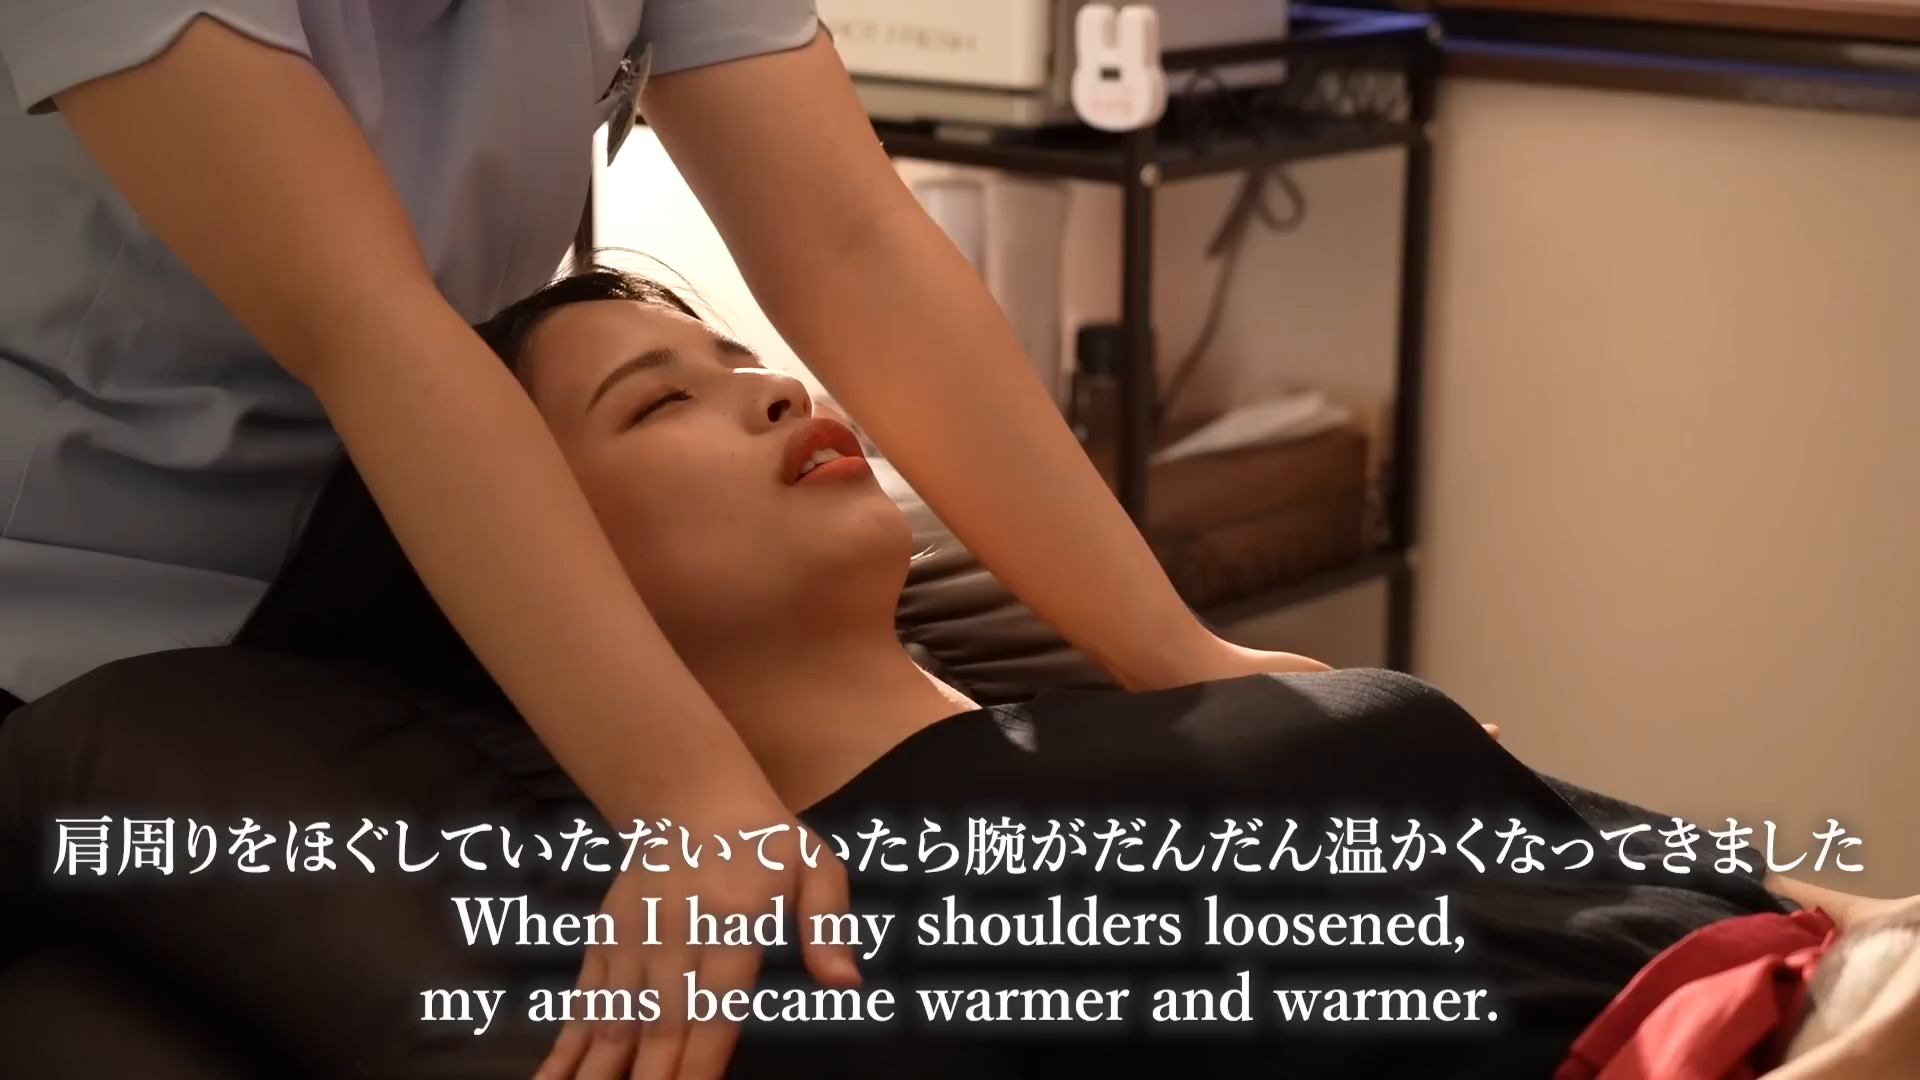 肩周りをほぐしていただいていたら腕がだんだん温かくなってきました
When I had my shoulders loosened,
my arms became warmer and warmer.